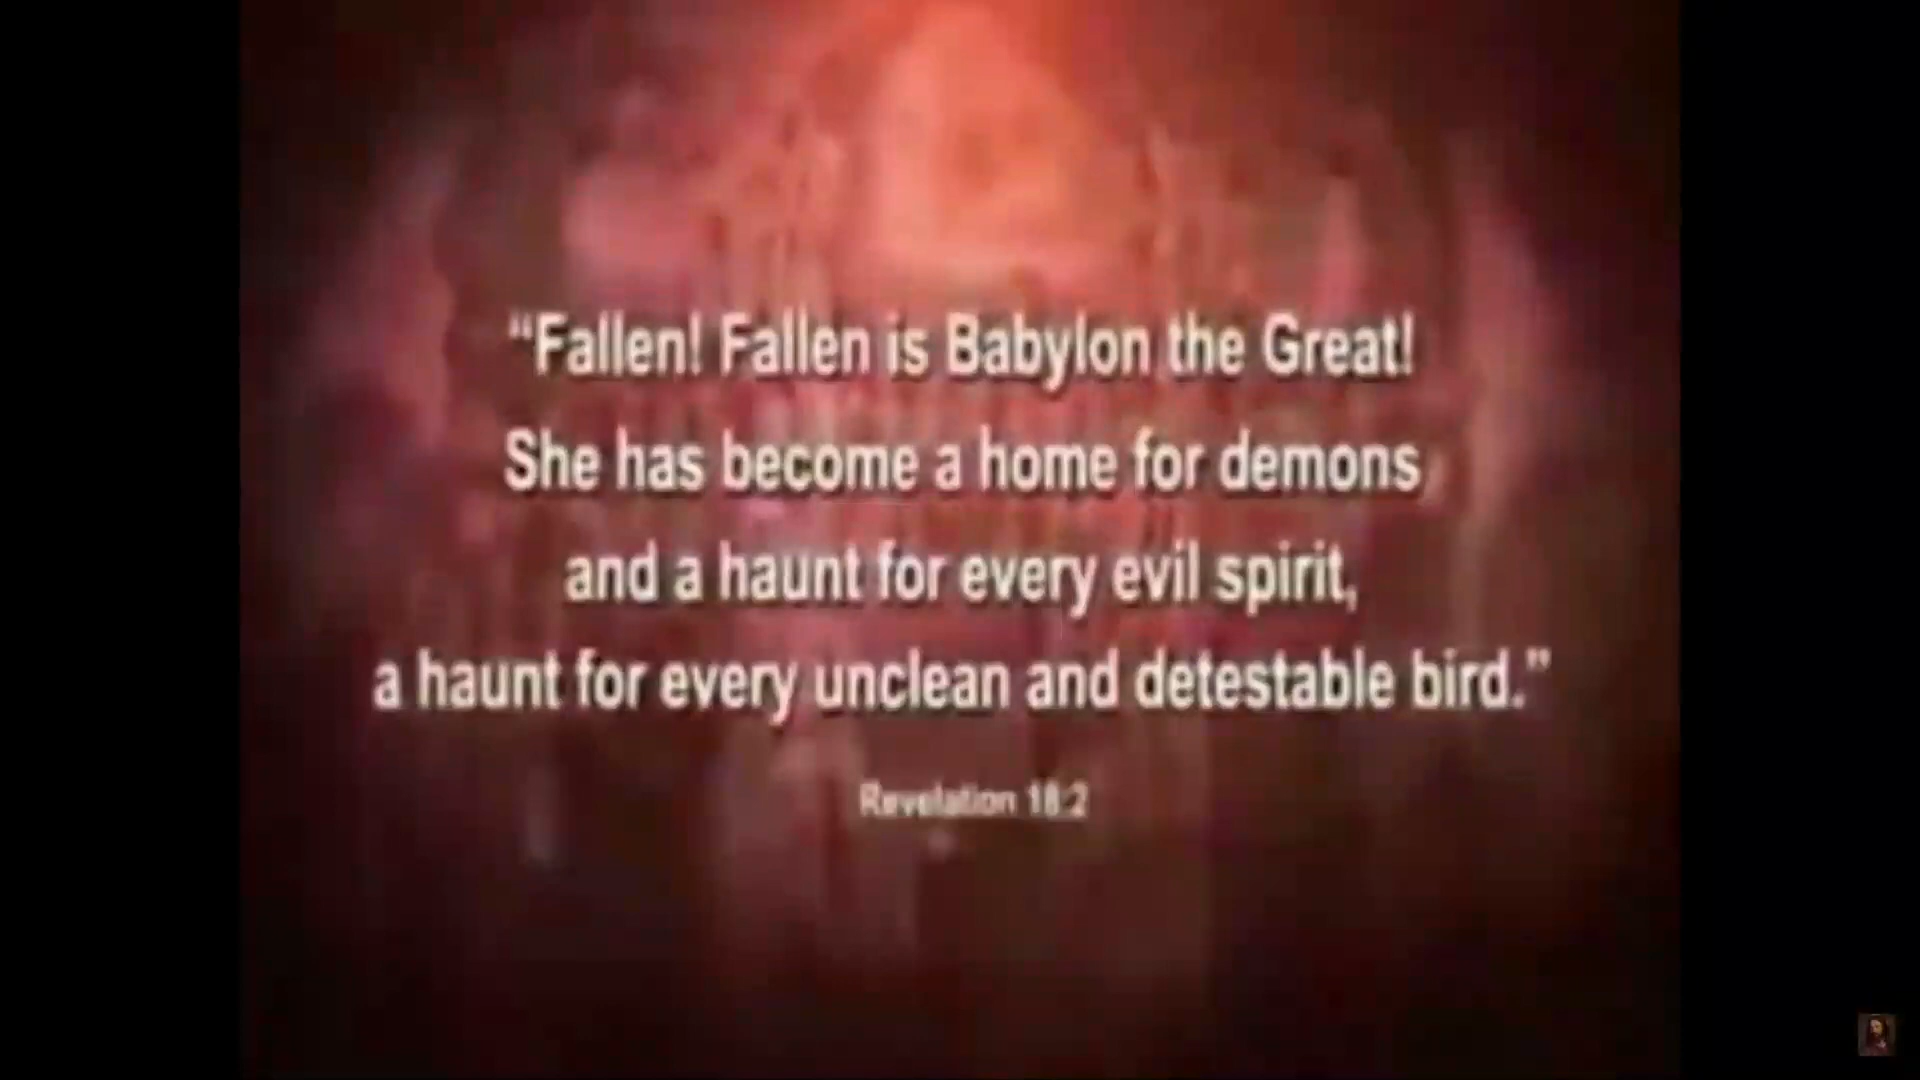 “Fallen! Fallen is Babylon the Great!
She has become a home for demons
and a haunt for every evil spirit,
a haunt for every unclean and detestable bird.”
Revelation 18:2